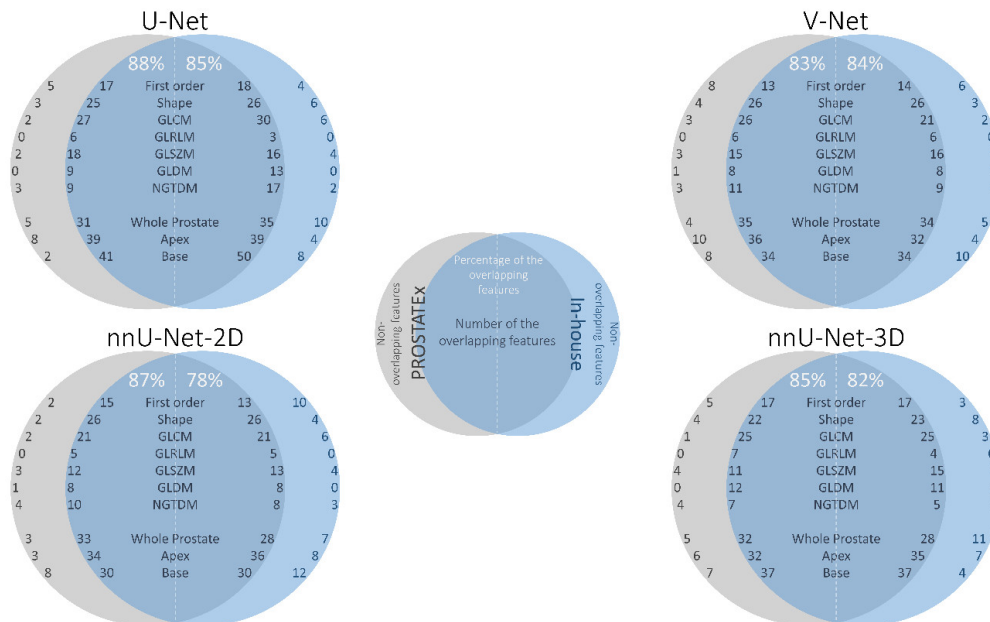 U-Net
88% 85%
5 17 First order 18 4
3 25 Shape 26 6
2 27 GLCM 30 6
0 6 GLRLM 3 0
2 18 GLSZM 16 4
0 9 GLDM 13 0
3 9 NGTDM 17 2
5 31 Whole Prostate 35 10
8 39 Apex 39 4
2 41 Base 50 8
V-Net
83% 84%
8 13 First order 14 6
4 26 Shape 26 3
3 26 GLCM 21 2
0 6 GLRLM 6
3 15 GLSZM 16
1 8 GLDM 8
3 11 NGTDM 9
4 35 Whole Prostate 34 5
10 36 Apex 32 4
8 34 Base 34 10
Non-
overlapping features
PROSTATEx
Percentage of the
overlapping
features
Number of the
overlapping features
In-house
Non-
overlapping features
nnU-Net-2D
87% 78%
2 15 First order 13 10
2 26 Shape 26 4
2 21 GLCM 21 6
0 5 GLRLM 5 0
3 12 GLSZM 13 4
1 8 GLDM 8 0
4 10 NGTDM 8 3
3 33 Whole Prostate 28 7
3 34 Apex 36 8
8 30 Base 30 12
nnU-Net-3D
85% 82%
5 17 First order 17 3
4 22 Shape 23 8
1 25 GLCM 25 3
0 7 GLRLM 4
4 11 GLSZM 15
0 12 GLDM 11
4 7 NGTDM 5
5 32 Whole Prostate 28 11
6 32 Apex 35 7
7 37 Base 37 4